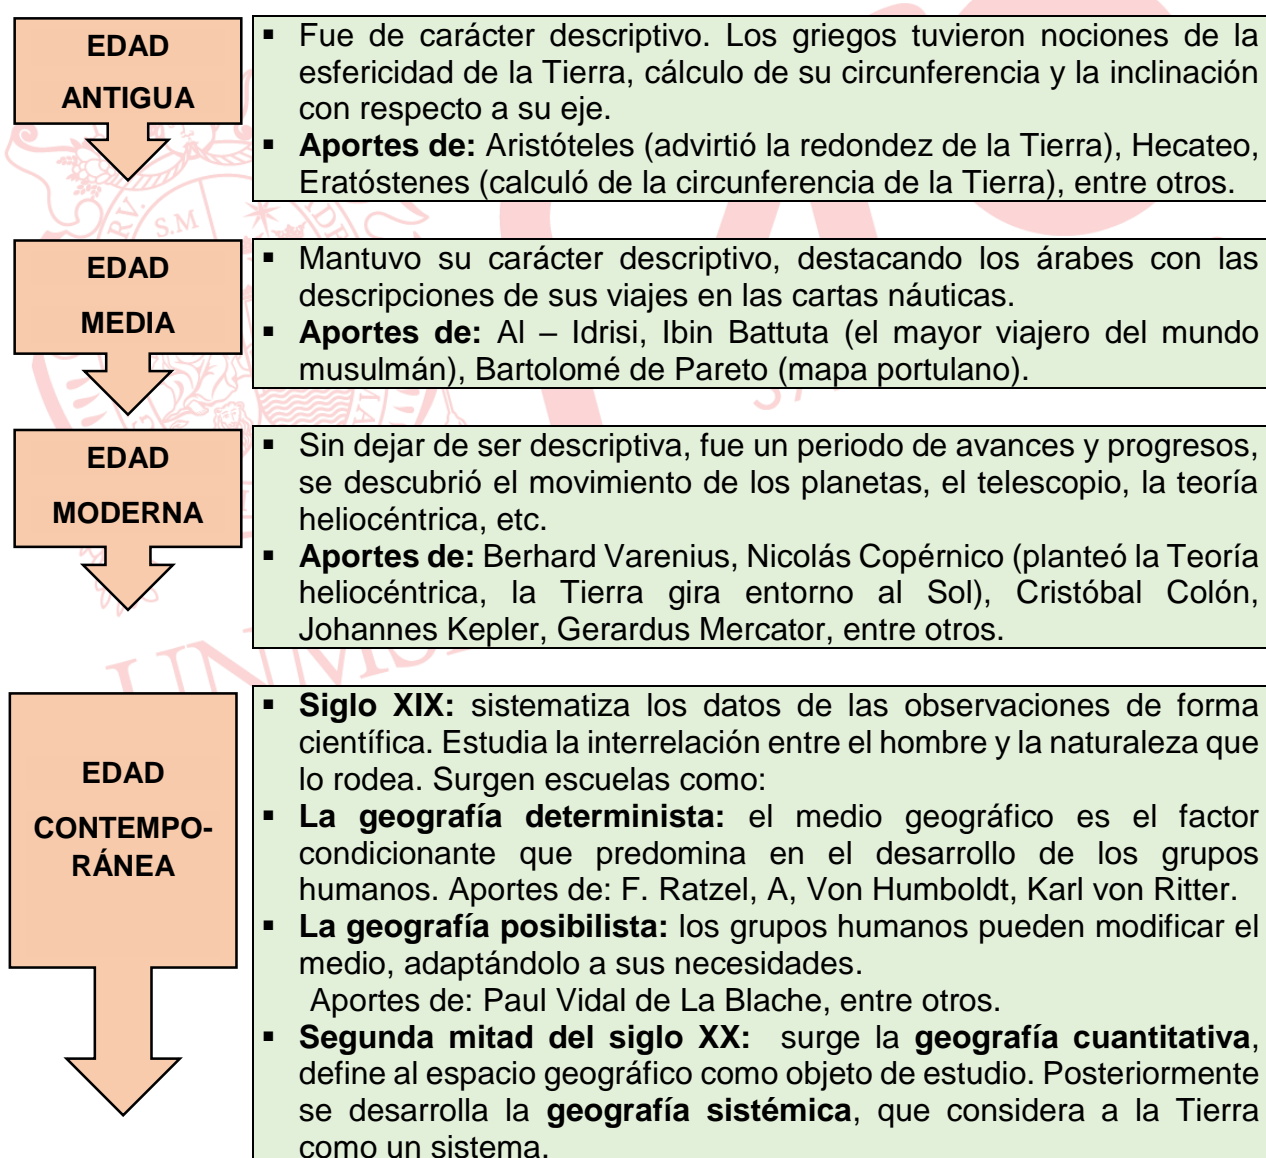 EDAD
ANTIGUA
▪ Fue de carácter descriptivo. Los griegos tuvieron nociones de la
esfericidad de la Tierra, cálculo de su circunferencia y la inclinación
con respecto a su eje.
▪ Aportes de: Aristóteles (advirtió la redondez de la Tierra), Hecateo,
Eratóstenes (calculó de la circunferencia de la Tierra), entre otros.
S.M
EDAD
MEDIA
▪ Mantuvo su carácter descriptivo, destacando los árabes con las
descripciones de sus viajes en las cartas náuticas.
▪ Aportes de: Al – Idrisi, Ibin Battuta (el mayor viajero del mundo
musulmán), Bartolomé de Pareto (mapa portulano).
EDAD
MODERNA
▪ Sin dejar de ser descriptiva, fue un periodo de avances y progresos,
se descubrió el movimiento de los planetas, el telescopio, la teoría
heliocéntrica, etc.
▪ Aportes de: Berhard Varenius, Nicolás Copérnico (planteó la Teoría
heliocéntrica, la Tierra gira entorno al Sol), Cristóbal Colón,
Johannes Kepler, Gerardus Mercator, entre otros.
EDAD
CONTEMPO-
RÁNEA
▪ Siglo XIX: sistematiza los datos de las observaciones de forma
científica. Estudia la interrelación entre el hombre y la naturaleza que
lo rodea. Surgen escuelas como:
▪ La geografía determinista: el medio geográfico es el factor
condicionante que predomina en el desarrollo de los grupos
humanos. Aportes de: F. Ratzel, A, Von Humboldt, Karl von Ritter.
▪ La geografía posibilista: los grupos humanos pueden modificar el
medio, adaptándolo a sus necesidades.
Aportes de: Paul Vidal de La Blache, entre otros.
▪ Segunda mitad del siglo XX: surge la geografía cuantitativa,
define al espacio geográfico como objeto de estudio. Posteriormente
se desarrolla la geografía sistémica, que considera a la Tierra
como un sistema.